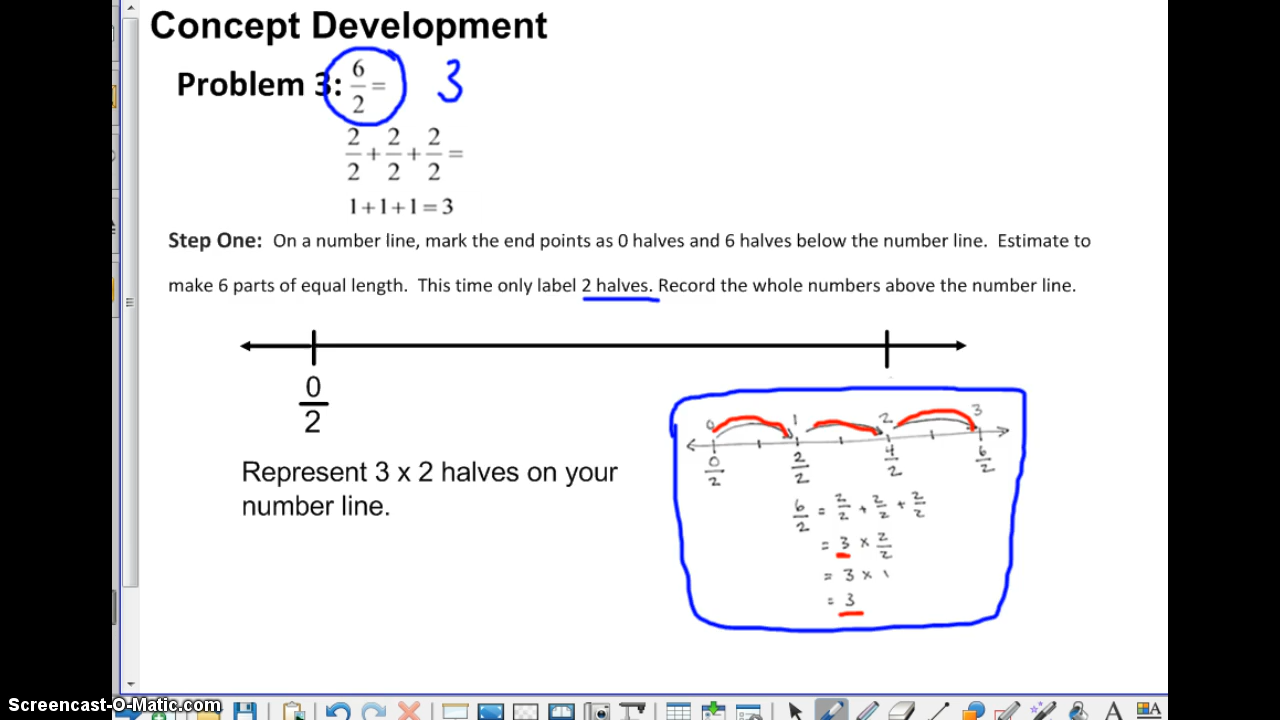 Concept Development
Problem 3: 6/2 = 3
2/2 + 2/2 + 2/2 =
1+1+1=3
Step One: On a number line, mark the end points as 0 halves and 6 halves below the number line. Estimate to
make 6 parts of equal length. This time only label 2 halves. Record the whole numbers above the number line.
0/2
Represent 3 x 2 halves on your
number line.
0 1 2 3
0/2 2/2 4/2 6/2
6/2 = 2/2 + 2/2 + 2/2
= 3 × 2/2
= 3 × 1
= 3
Screencast-O-Matic.com